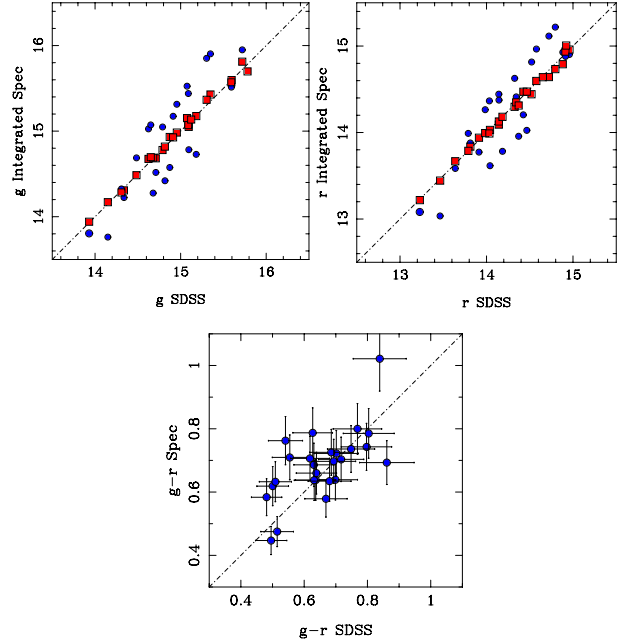 16
15
14
g Integrated Spec
14 15 16
g SDSS
15
14
13
r Integrated Spec
13 14 15
r SDSS
1
0.8
0.6
0.4
g-r Spec
0.4 0.6 0.8 1
g-r SDSS